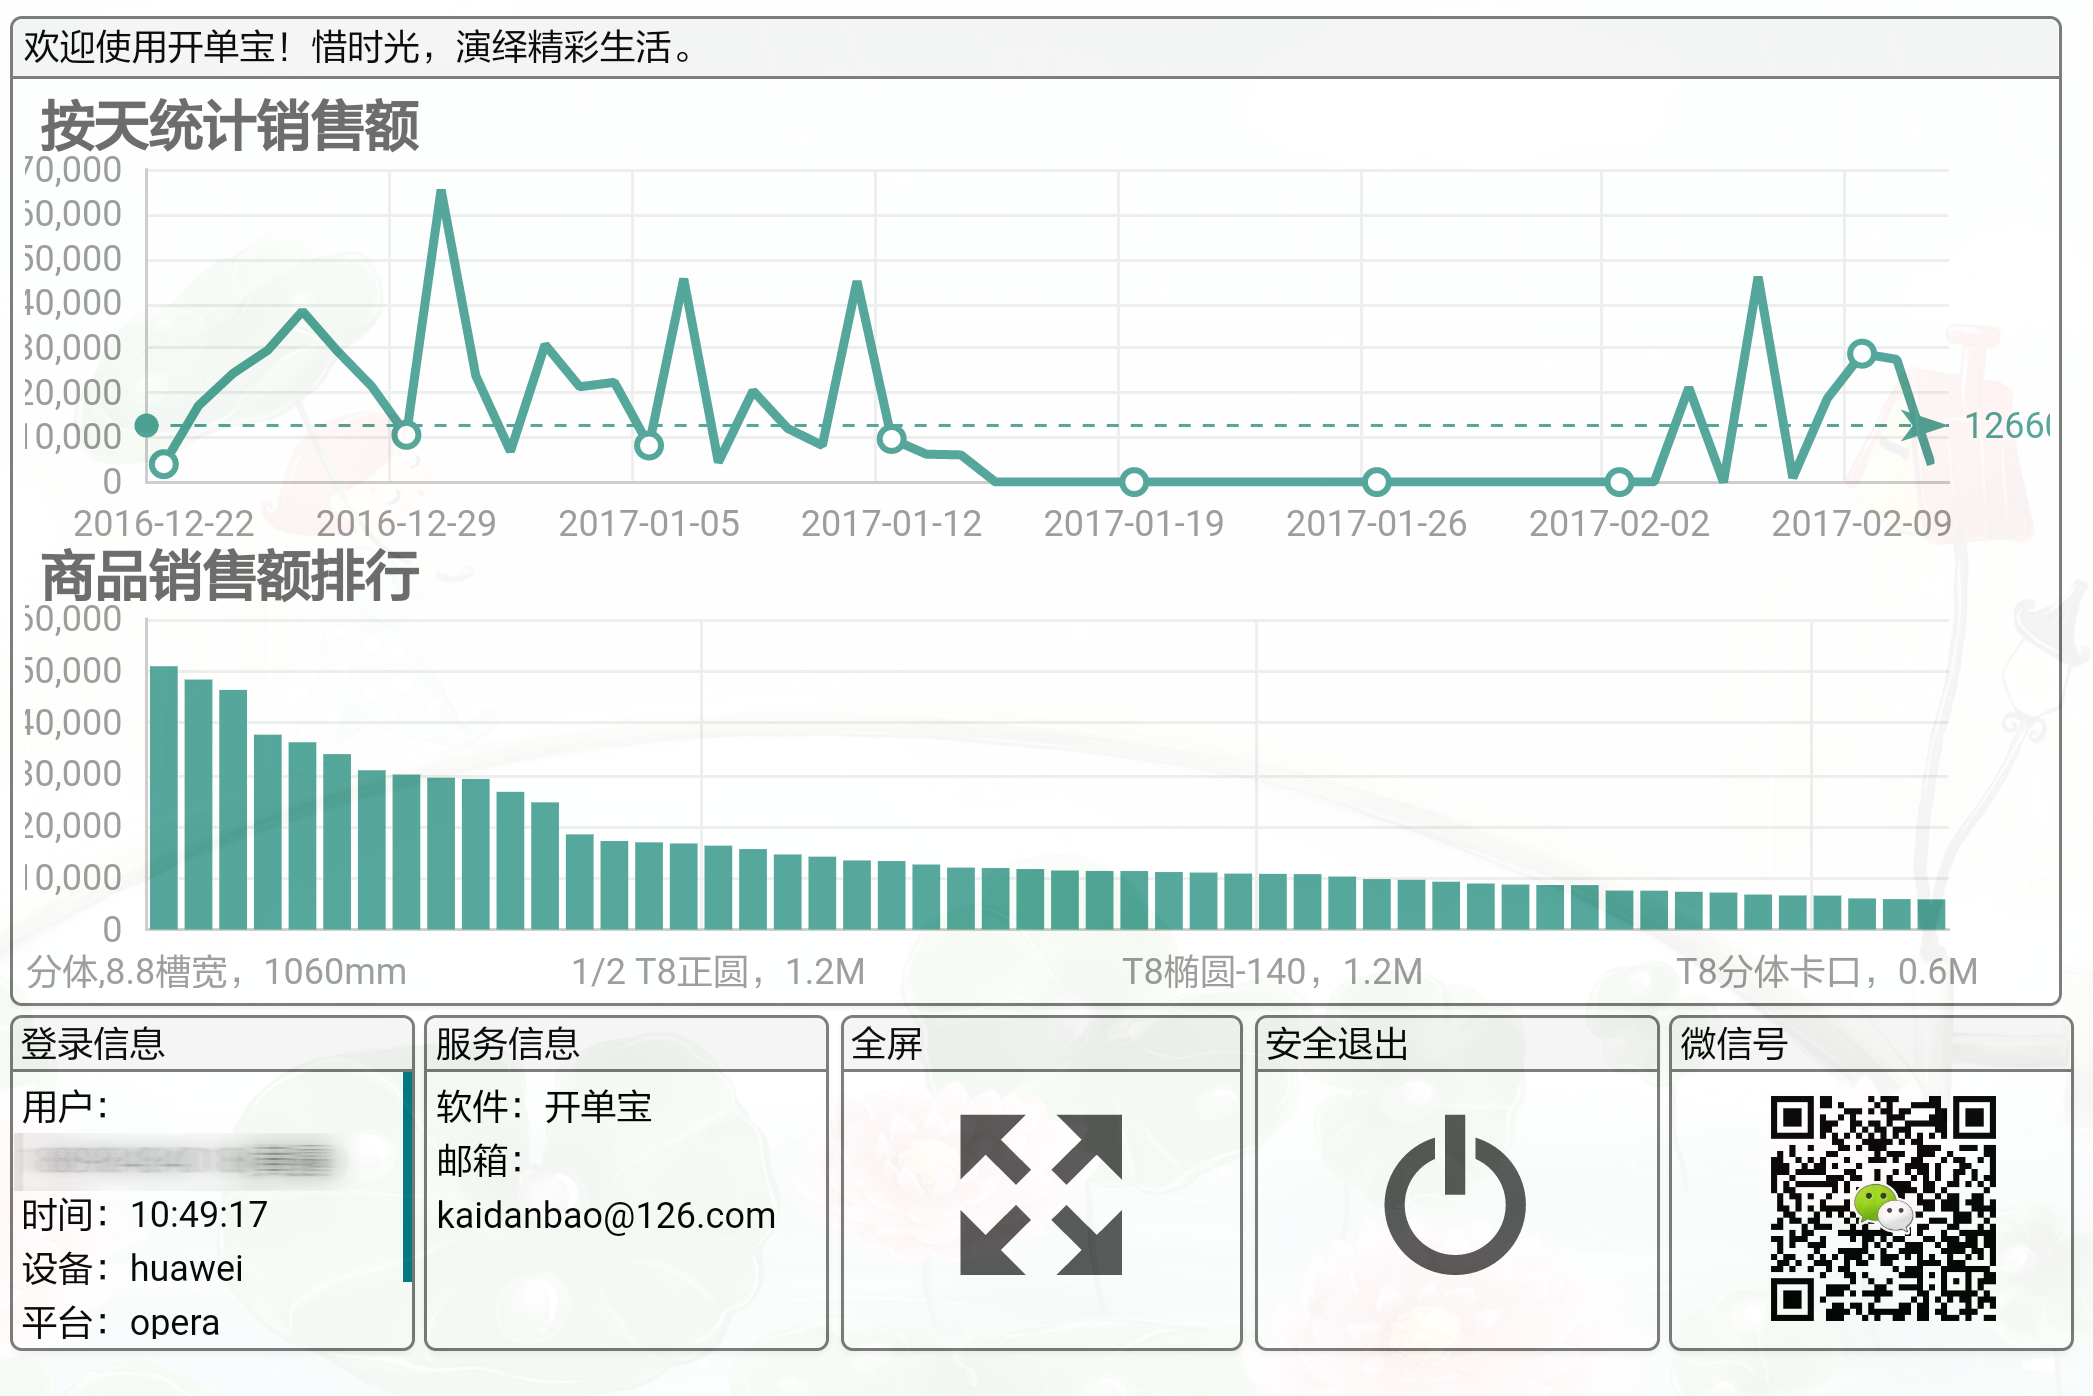 欢迎使用开单宝！惜时光，演绎精彩生活。
按天统计销售额
70,000
60,000
50,000
40,000
30,000
20,000
10,000
0
12660
2016-12-22 2016-12-29 2017-01-05 2017-01-12 2017-01-19 2017-01-26 2017-02-02 2017-02-09
商品销售额排行
60,000
50,000
40,000
30,000
20,000
10,000
0
分体,8.8槽宽，1060mm 1/2 T8正圆，1.2M T8椭圆-140，1.2M T8分体卡口，0.6M
登录信息
用户：
时间：10:49:17
设备：huawei
平台：opera
服务信息
软件：开单宝
邮箱：
kaidanbao@126.com
全屏
安全退出
微信号